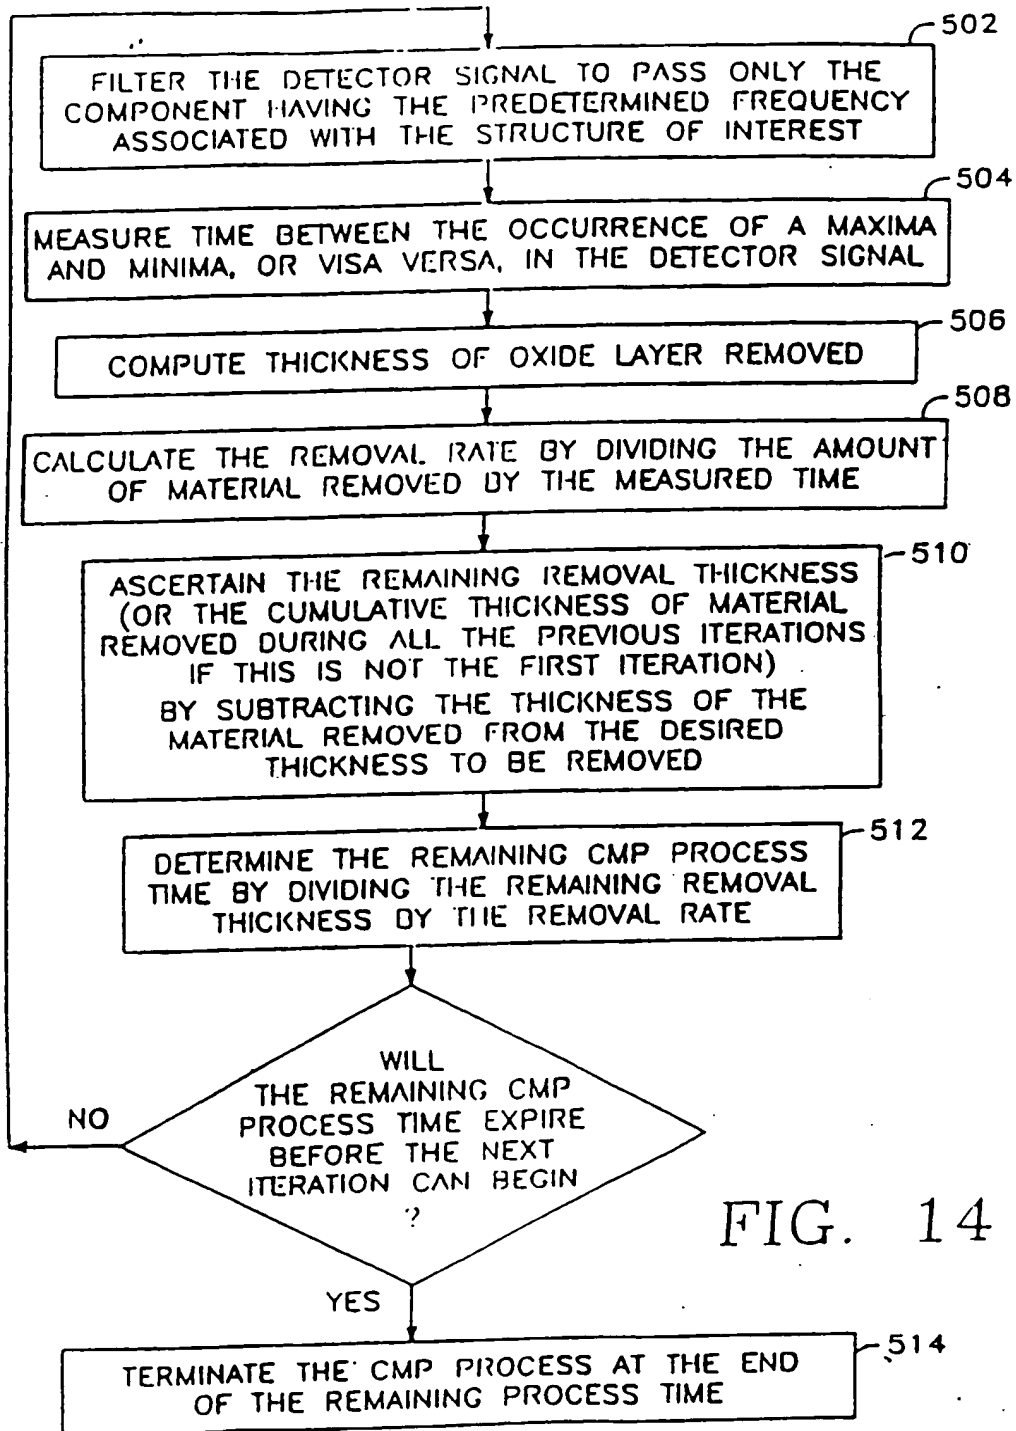 502
FILTER THE DETECTOR SIGNAL TO PASS ONLY THE
COMPONENT HAVING THE PREDETERMINED FREQUENCY
ASSOCIATED WITH THE STRUCTURE OF INTEREST
504
MEASURE TIME BETWEEN THE OCCURRENCE OF A MAXIMA
AND MINIMA, OR VISA VERSA, IN THE DETECTOR SIGNAL
506
COMPUTE THICKNESS OF OXIDE LAYER REMOVED
508
CALCULATE THE REMOVAL RATE BY DIVIDING THE AMOUNT
OF MATERIAL REMOVED BY THE MEASURED TIME
510
ASCERTAIN THE REMAINING REMOVAL THICKNESS
(OR THE CUMULATIVE THICKNESS OF MATERIAL
REMOVED DURING ALL THE PREVIOUS ITERATIONS
IF THIS IS NOT THE FIRST ITERATION)
BY SUBTRACTING THE THICKNESS OF THE
MATERIAL REMOVED FROM THE DESIRED
THICKNESS TO BE REMOVED
512
DETERMINE THE REMAINING CMP PROCESS
TIME BY DIVIDING THE REMAINING REMOVAL
THICKNESS BY THE REMOVAL RATE
WILL
THE REMAINING CMP
PROCESS TIME EXPIRE
BEFORE THE NEXT
ITERATION CAN BEGIN
?
NO
YES
FIG. 14
514
TERMINATE THE CMP PROCESS AT THE END
OF THE REMAINING PROCESS TIME